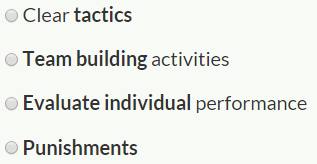 Clear tactics
Team building activities
Evaluate individual performance
Punishments